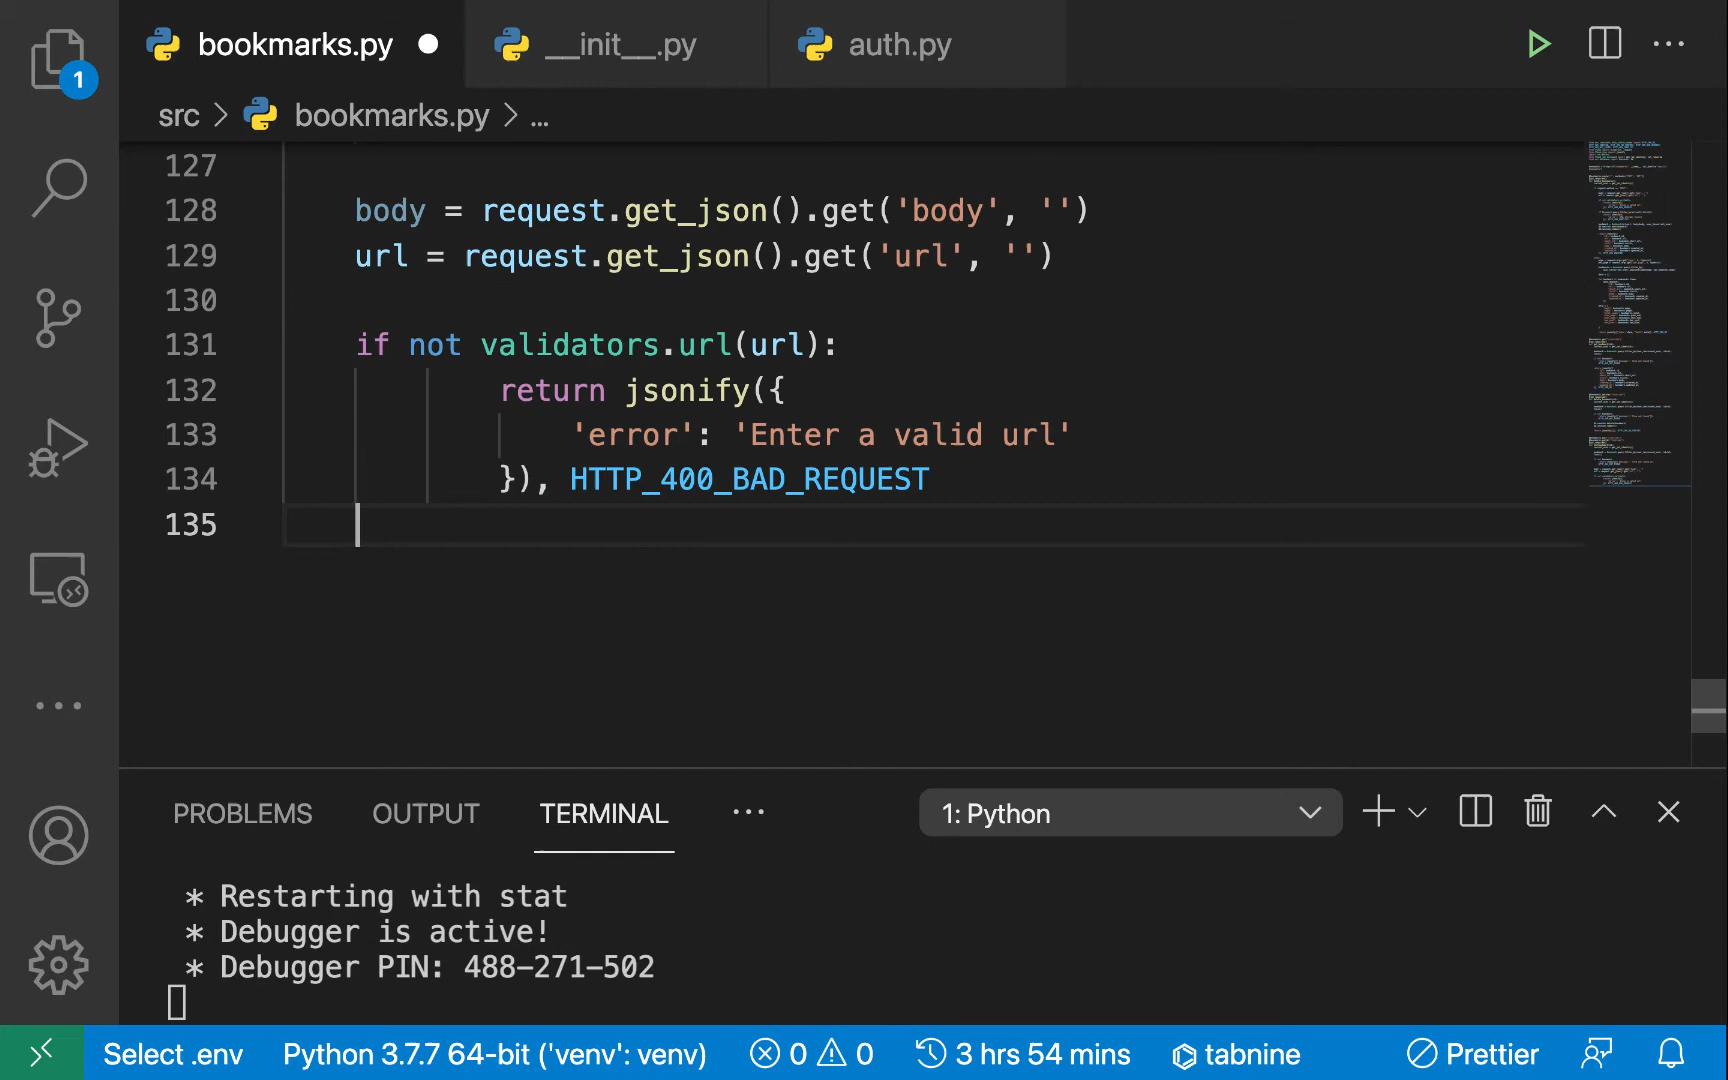 bookmarks.py
__init__.py
auth.py
1
src > bookmarks.py > ...
127
128 body = request.get_json().get('body', '')
129 url = request.get_json().get('url', '')
130
131 if not validators.url(url):
132 return jsonify({
133 'error': 'Enter a valid url'
134 }), HTTP_400_BAD_REQUEST
135
PROBLEMS OUTPUT TERMINAL ... 1: Python
* Restarting with stat
* Debugger is active!
* Debugger PIN: 488-271-502
Select .env Python 3.7.7 64-bit ('venv': venv) 0 0 3 hrs 54 mins tabnine Prettier